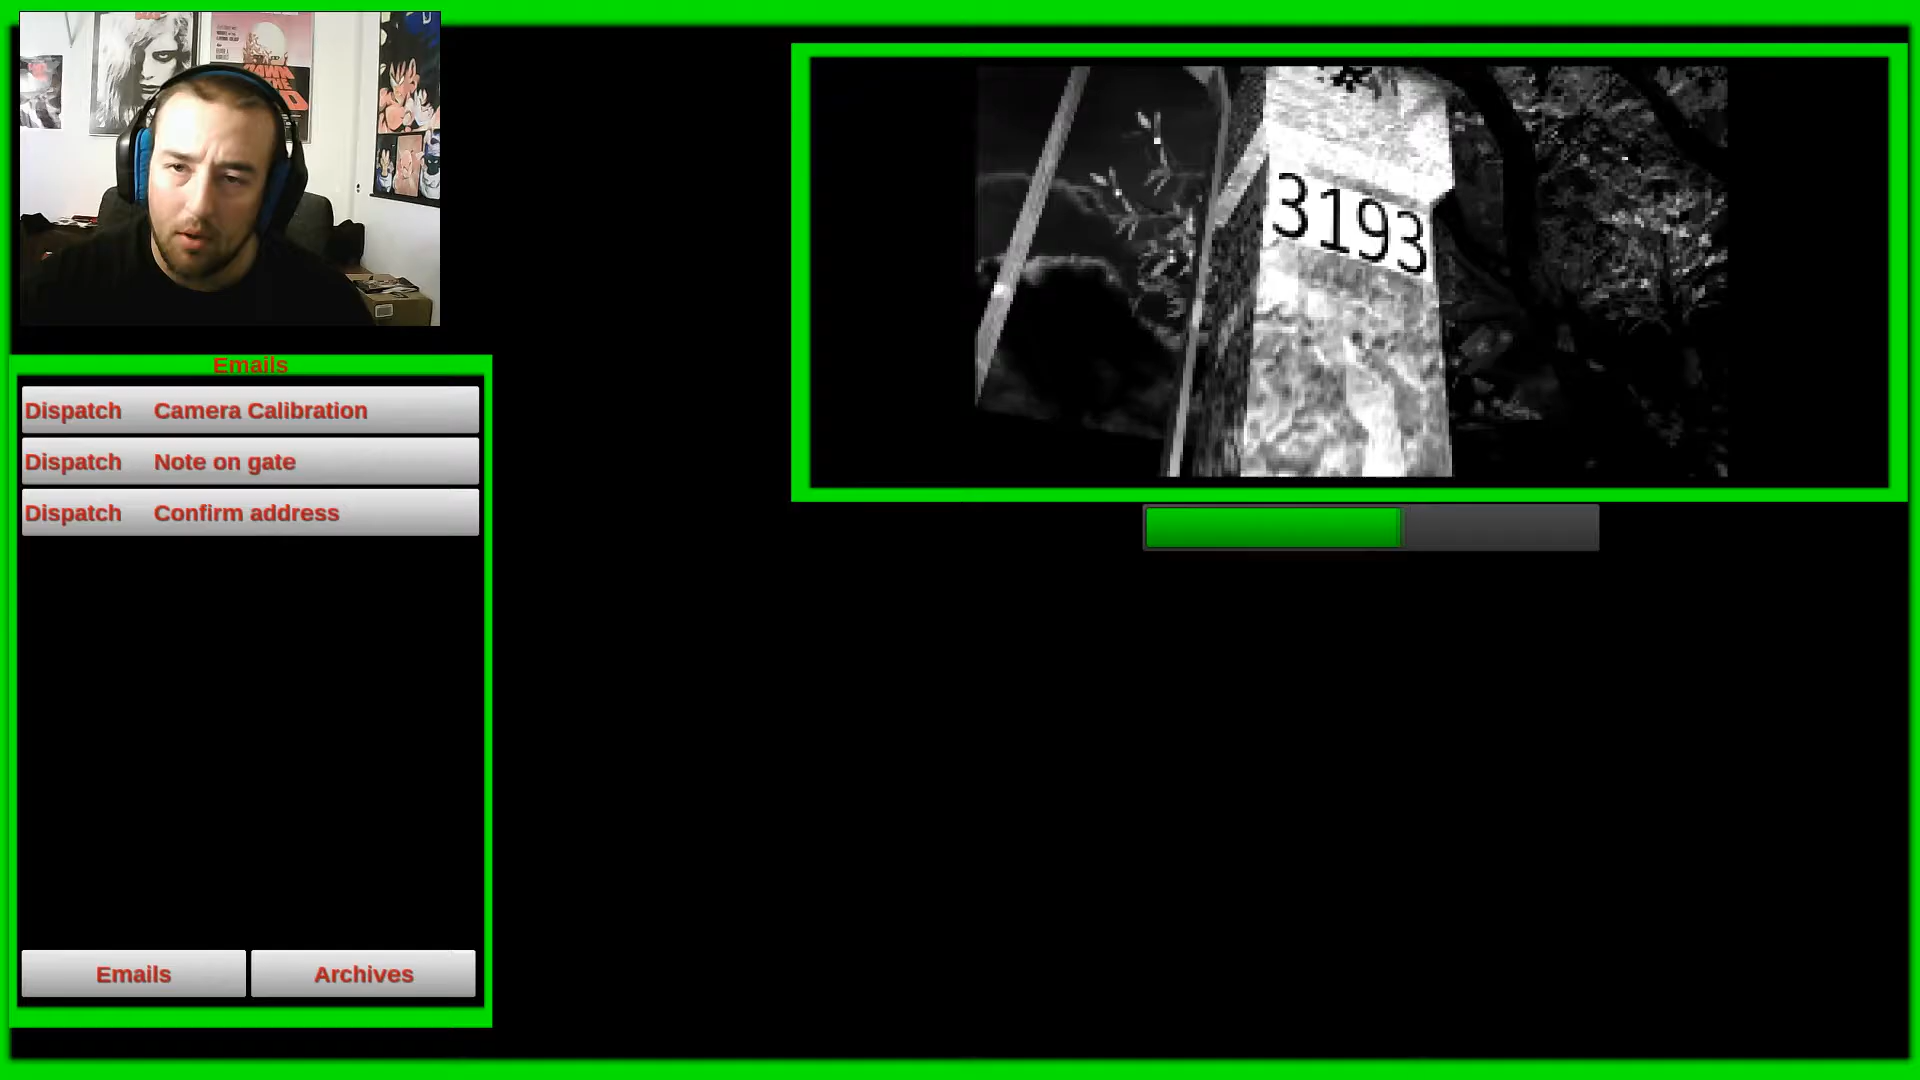 3193
Emails
Dispatch Camera Calibration
Dispatch Note on gate
Dispatch Confirm address
Emails Archives